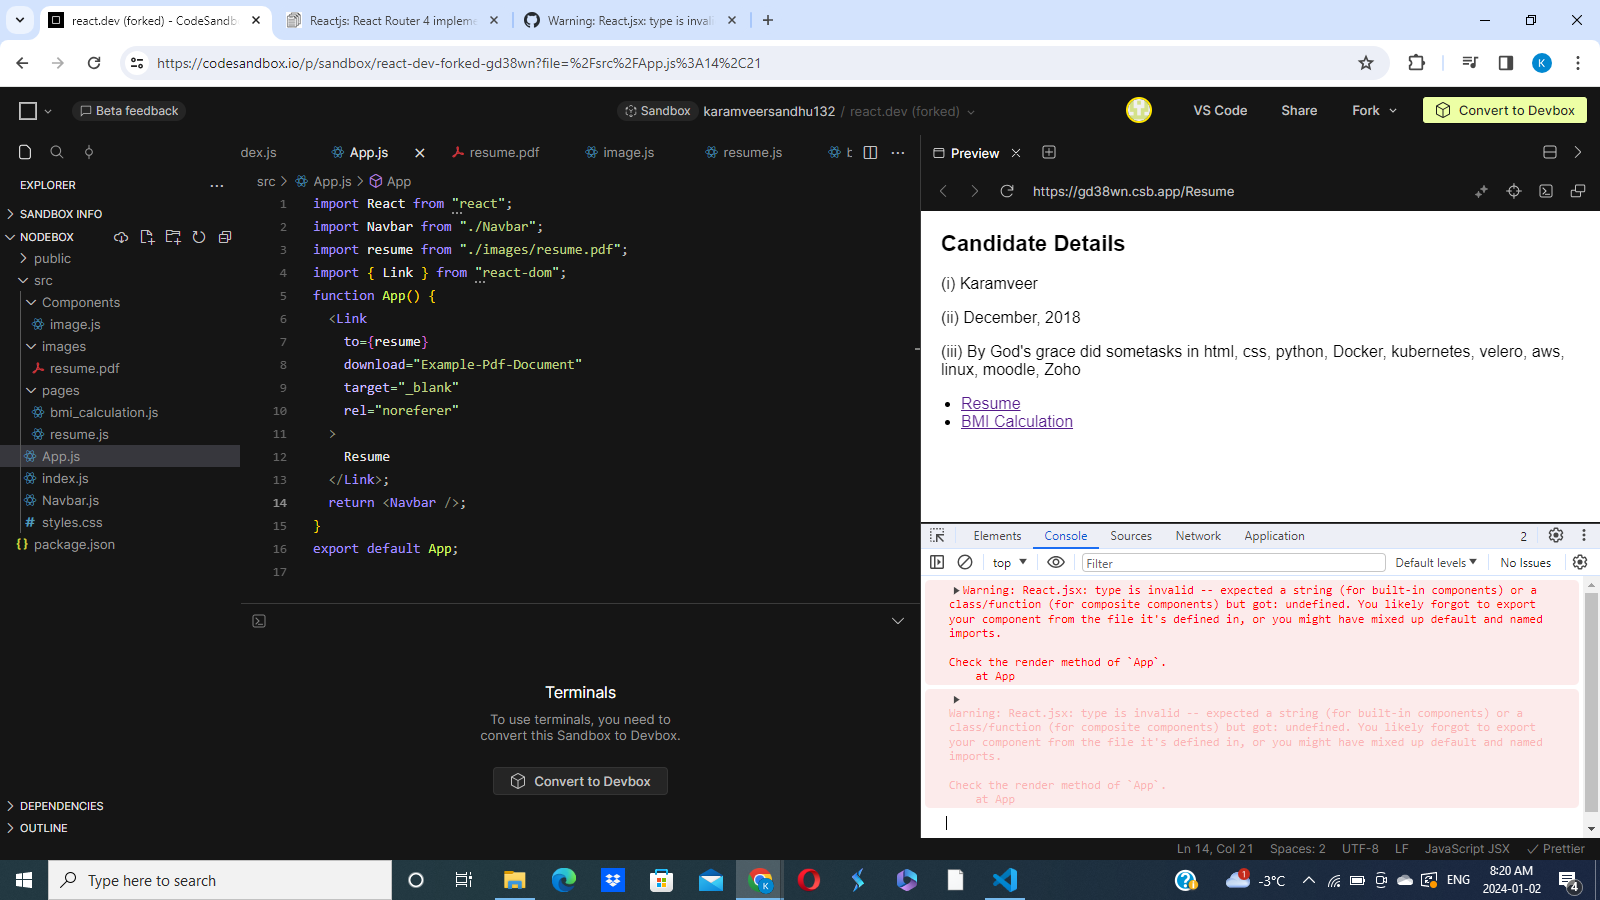 react.dev (forked) - CodeSandb
Reactjs: React Router 4 impleme
Warning: React.jsx: type is inval
https://codesandbox.io/p/sandbox/react-dev-forked-gd38wn?file=%2Fsrc%2FApp.js%3A14%2C21
K
Beta feedback
Sandbox karamveersandhu132 / react.dev (forked)
VS Code
Share
Fork
Convert to Devbox
dex.js
App.js
resume.pdf
image.js
resume.js
b
Preview
EXPLORER
src > App.js > App
https://gd38wn.csb.app/Resume
SANDBOX INFO
NODEBOX
public
src
Components
image.js
images
resume.pdf
pages
bmi_calculation.js
resume.js
App.js
index.js
Navbar.js
# styles.css
{} package.json
DEPENDENCIES
OUTLINE
1 import React from "react";
2 import Navbar from "./Navbar";
3 import resume from "./images/resume.pdf";
4 import { Link } from "react-dom";
5 function App() {
6 <Link
7 to={resume}
8 download="Example-Pdf-Document"
9 target="_blank"
10 rel="noreferer"
11 >
12 Resume
13 </Link>;
14 return <Navbar />;
15 }
16 export default App;
17
Terminals
To use terminals, you need to
convert this Sandbox to Devbox.
Convert to Devbox
Candidate Details
(i) Karamveer
(ii) December, 2018
(iii) By God's grace did sometasks in html, css, python, Docker, kubernetes, velero, aws,
linux, moodle, Zoho
• Resume
• BMI Calculation
Elements
Console
Sources
Network
Application
2
top
Filter
Default levels
No Issues
Warning: React.jsx: type is invalid -- expected a string (for built-in components) or a
class/function (for composite components) but got: undefined. You likely forgot to export
your component from the file it's defined in, or you might have mixed up default and named
imports.
Check the render method of `App`.
at App
Warning: React.jsx: type is invalid -- expected a string (for built-in components) or a
class/function (for composite components) but got: undefined. You likely forgot to export
your component from the file it's defined in, or you might have mixed up default and named
imports.
Check the render method of `App`.
at App
Ln 14, Col 21
Spaces: 2
UTF-8
LF
JavaScript JSX
Prettier
Type here to search
K
1
-3°C
ENG
8:20 AM
2024-01-02
4